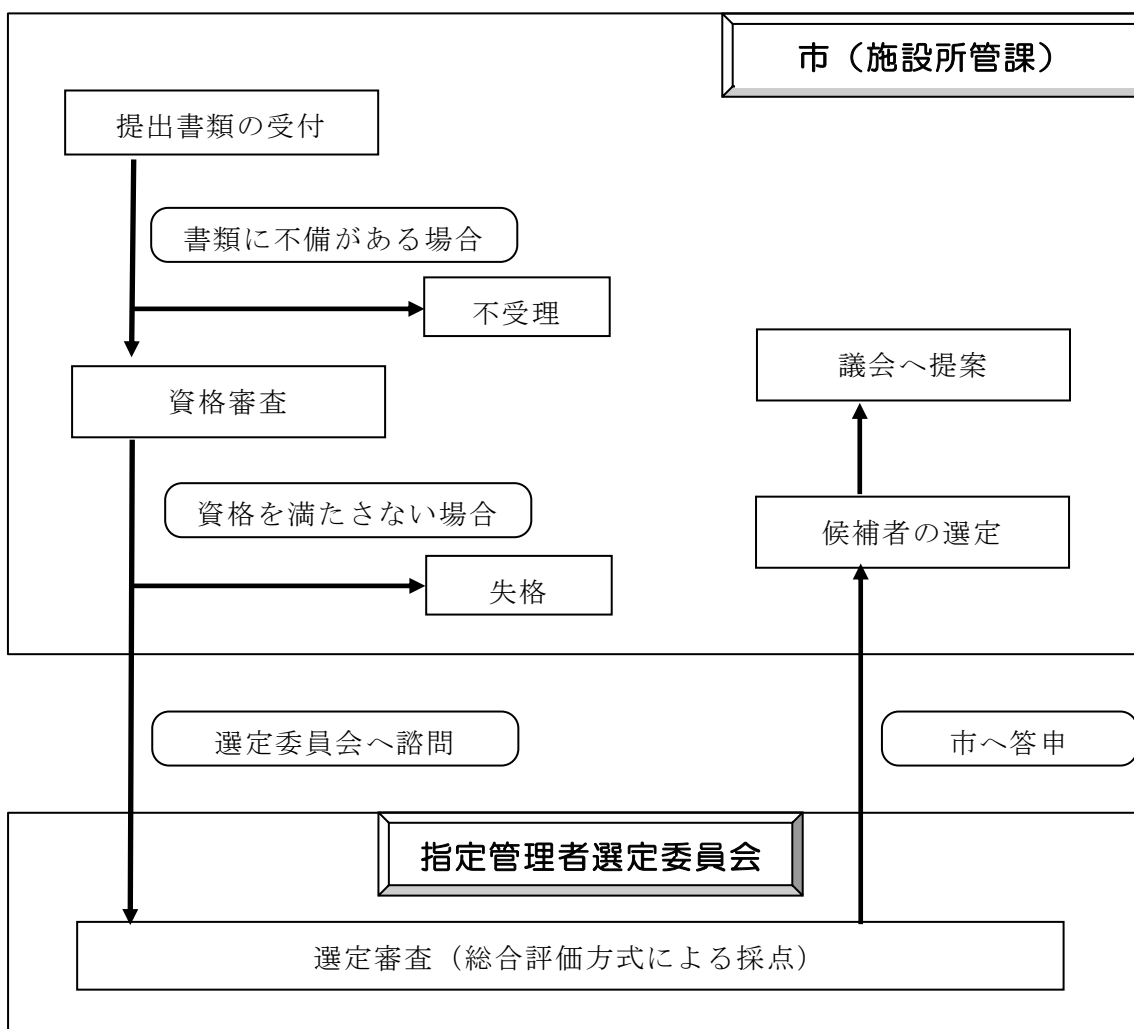 市（施設所管課）
提出書類の受付
書類に不備がある場合
不受理
資格審査
資格を満たさない場合
失格
選定委員会へ諮問
指定管理者選定委員会
選定審査（総合評価方式による採点）
市へ答申
候補者の選定
議会へ提案